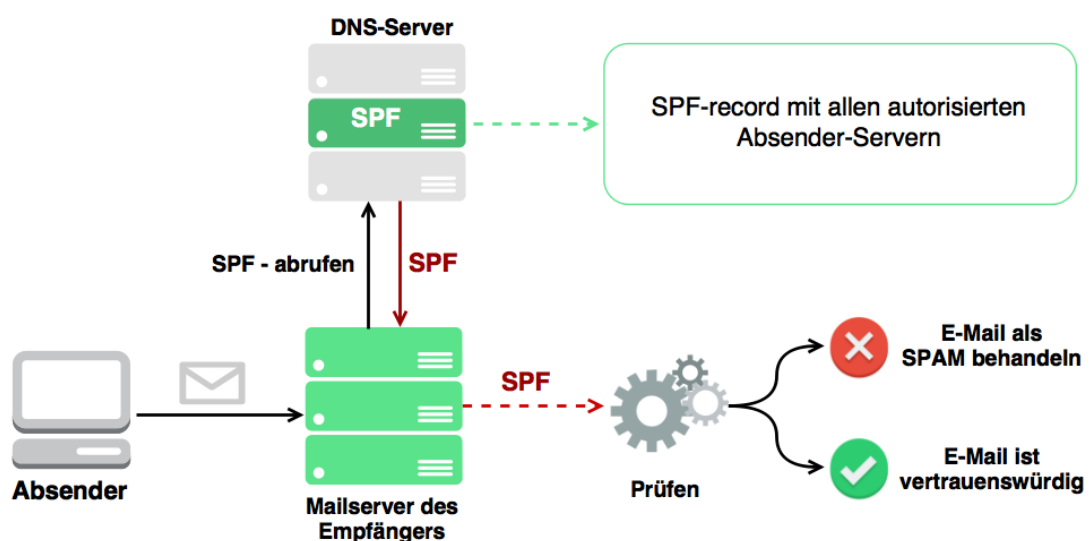 DNS-Server
SPF
SPF-record mit allen autorisierten
Absender-Servern
SPF - abrufen
SPF
Absender
Mailserver des
Empfängers
SPF
Prüfen
E-Mail als
SPAM behandeln
E-Mail ist
vertrauenswürdig